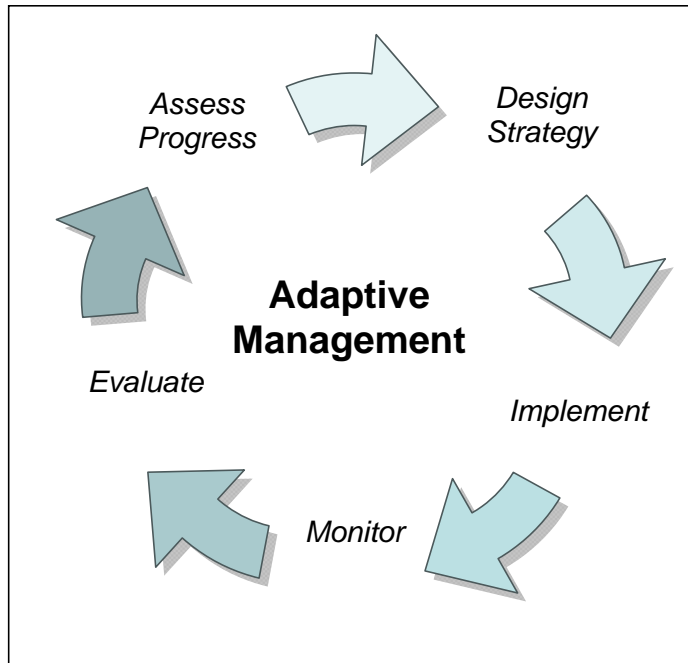 Assess
Progress
Design
Strategy
Adaptive
Management
Evaluate
Implement
Monitor